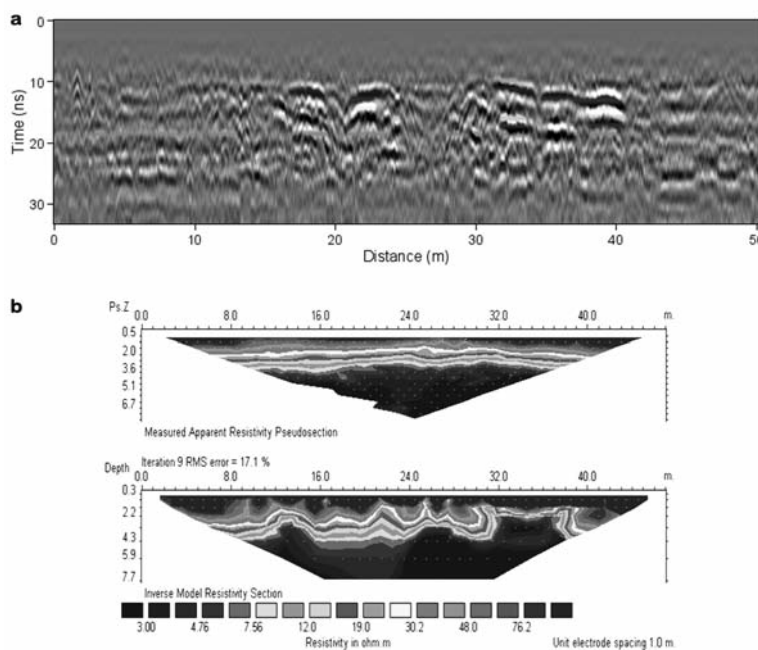 a
0
10
20
30
Time (ns)
0 10 20 30 40 50
Distance (m)
b
Ps.Z 0.0 8.0 16.0 24.0 32.0 40.0 m.
0.5
2.0
3.6
5.1
6.7
Measured Apparent Resistivity Pseudosection
Iteration 9 RMS error = 17.1 %
Depth 0.0 8.0 16.0 24.0 32.0 40.0 m.
0.3
2.2
4.3
5.9
7.7
Inverse Model Resistivity Section
3.00 4.76 7.56 12.0 19.0 30.2 48.0 76.2
Resistivity in ohm m Unit electrode spacing 1.0 m.